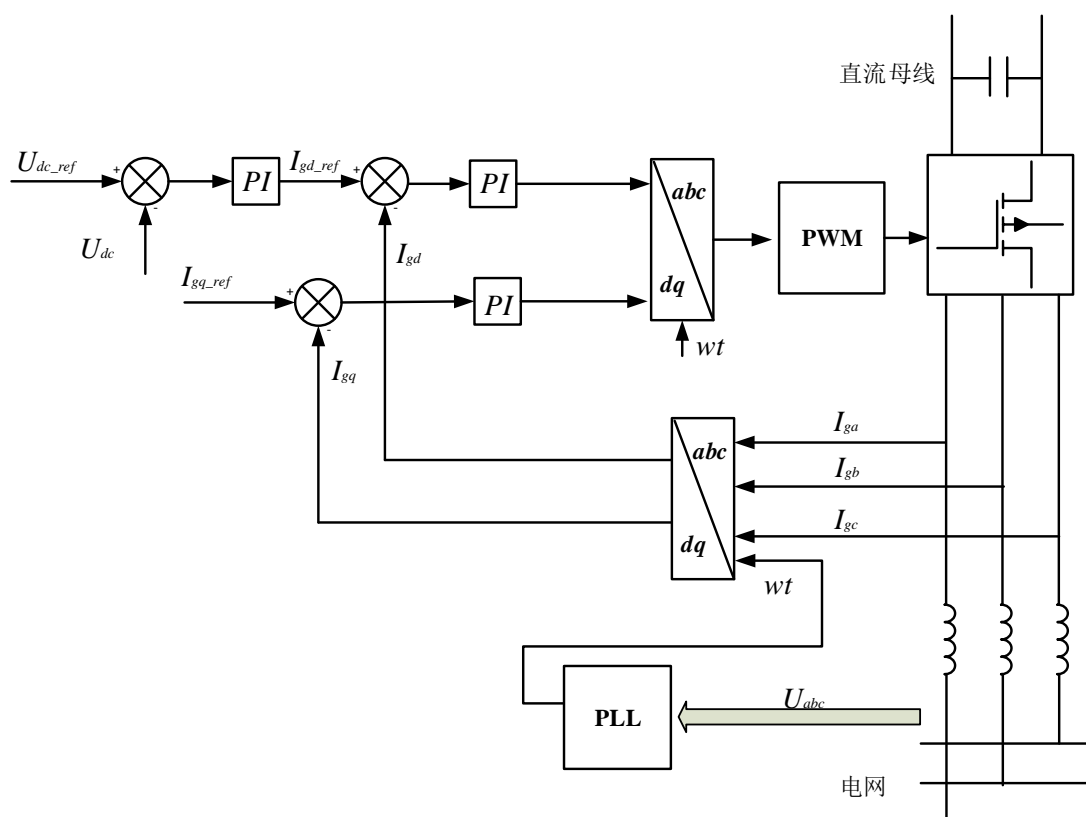 直流母线
U_dc_ref
+
-
PI
I_gd_ref
+
-
PI
abc
dq
PWM
U_dc
I_gd
I_gq_ref
+
-
PI
wt
I_gq
abc
dq
I_ga
I_gb
I_gc
wt
PLL
U_abc
电网